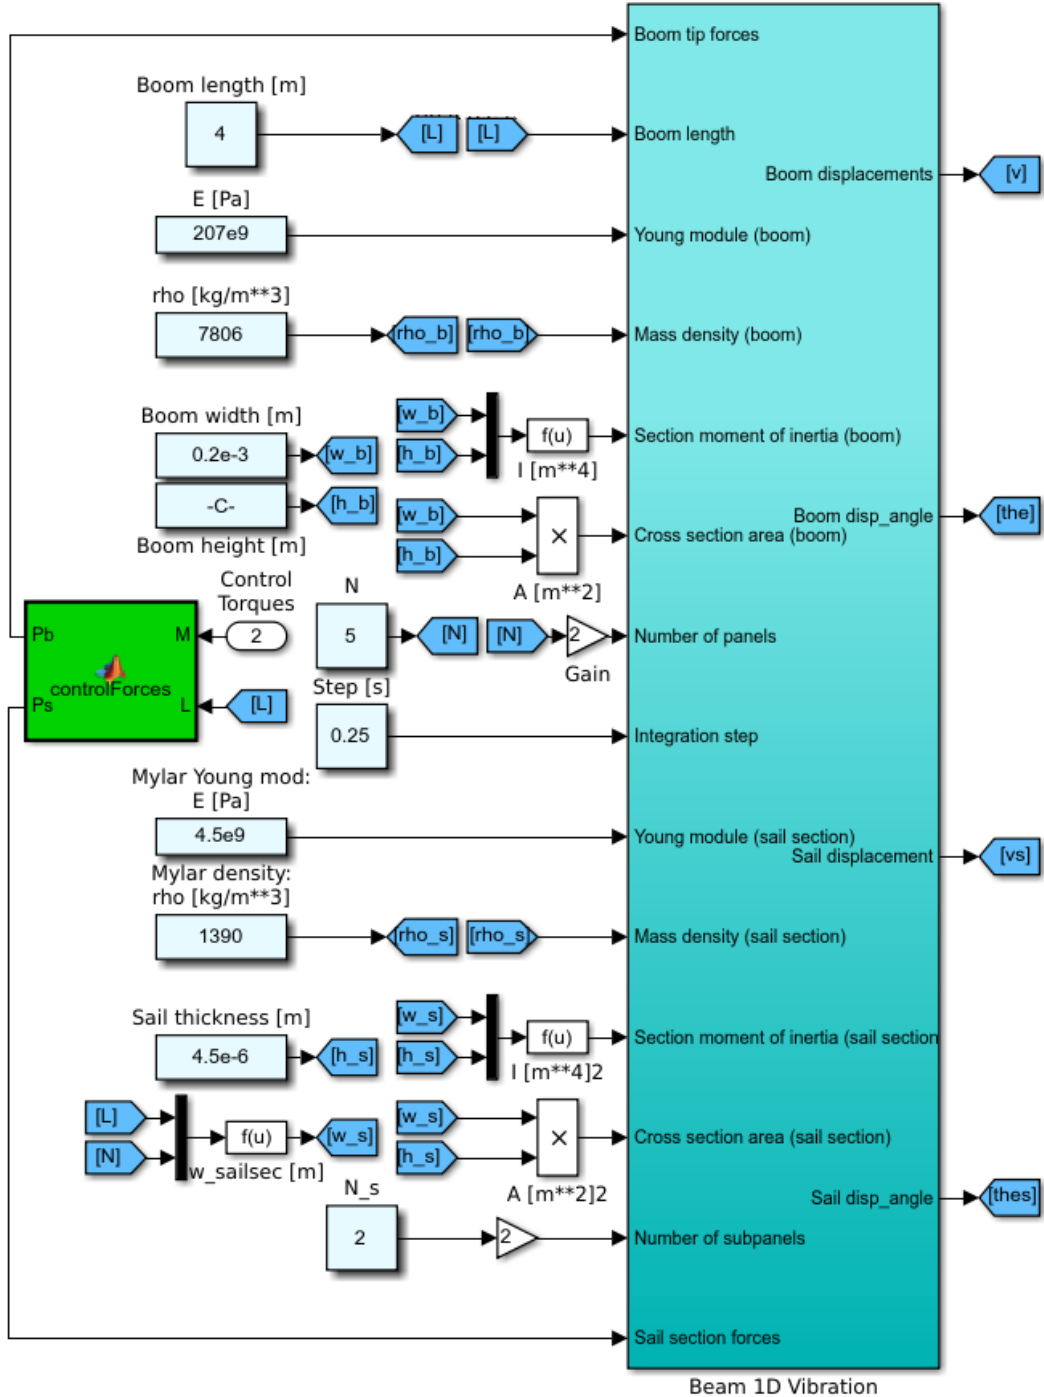 Boom tip forces
Boom length [m]
4
[L]
[L]
Boom length
Boom displacements
[v]
E [Pa]
207e9
Young module (boom)
rho [kg/m**3]
7806
[rho_b]
[rho_b]
Mass density (boom)
Boom width [m]
0.2e-3
[w_b]
[w_b]
[h_b]
f(u)
I [m**4]
Section moment of inertia (boom)
-C-
[h_b]
Boom height [m]
[w_b]
[h_b]
×
A [m**2]
Boom disp_angle
[the]
Cross section area (boom)
Control
Torques
2
Pb
M
controlForces
Ps
L
[L]
N
5
[N]
[N]
2
Gain
Number of panels
Step [s]
0.25
Integration step
Mylar Young mod:
E [Pa]
4.5e9
Young module (sail section)
Sail displacement
[vs]
Mylar density:
rho [kg/m**3]
1390
[rho_s]
[rho_s]
Mass density (sail section)
Sail thickness [m]
4.5e-6
[h_s]
[w_s]
[h_s]
f(u)
I [m**4]2
Section moment of inertia (sail section
[L]
[N]
f(u)
[w_s]
w_sailsec [m]
[w_s]
[h_s]
×
A [m**2]2
Cross section area (sail section)
Sail disp_angle
[thes]
N_s
2
2
Number of subpanels
Sail section forces
Beam 1D Vibration